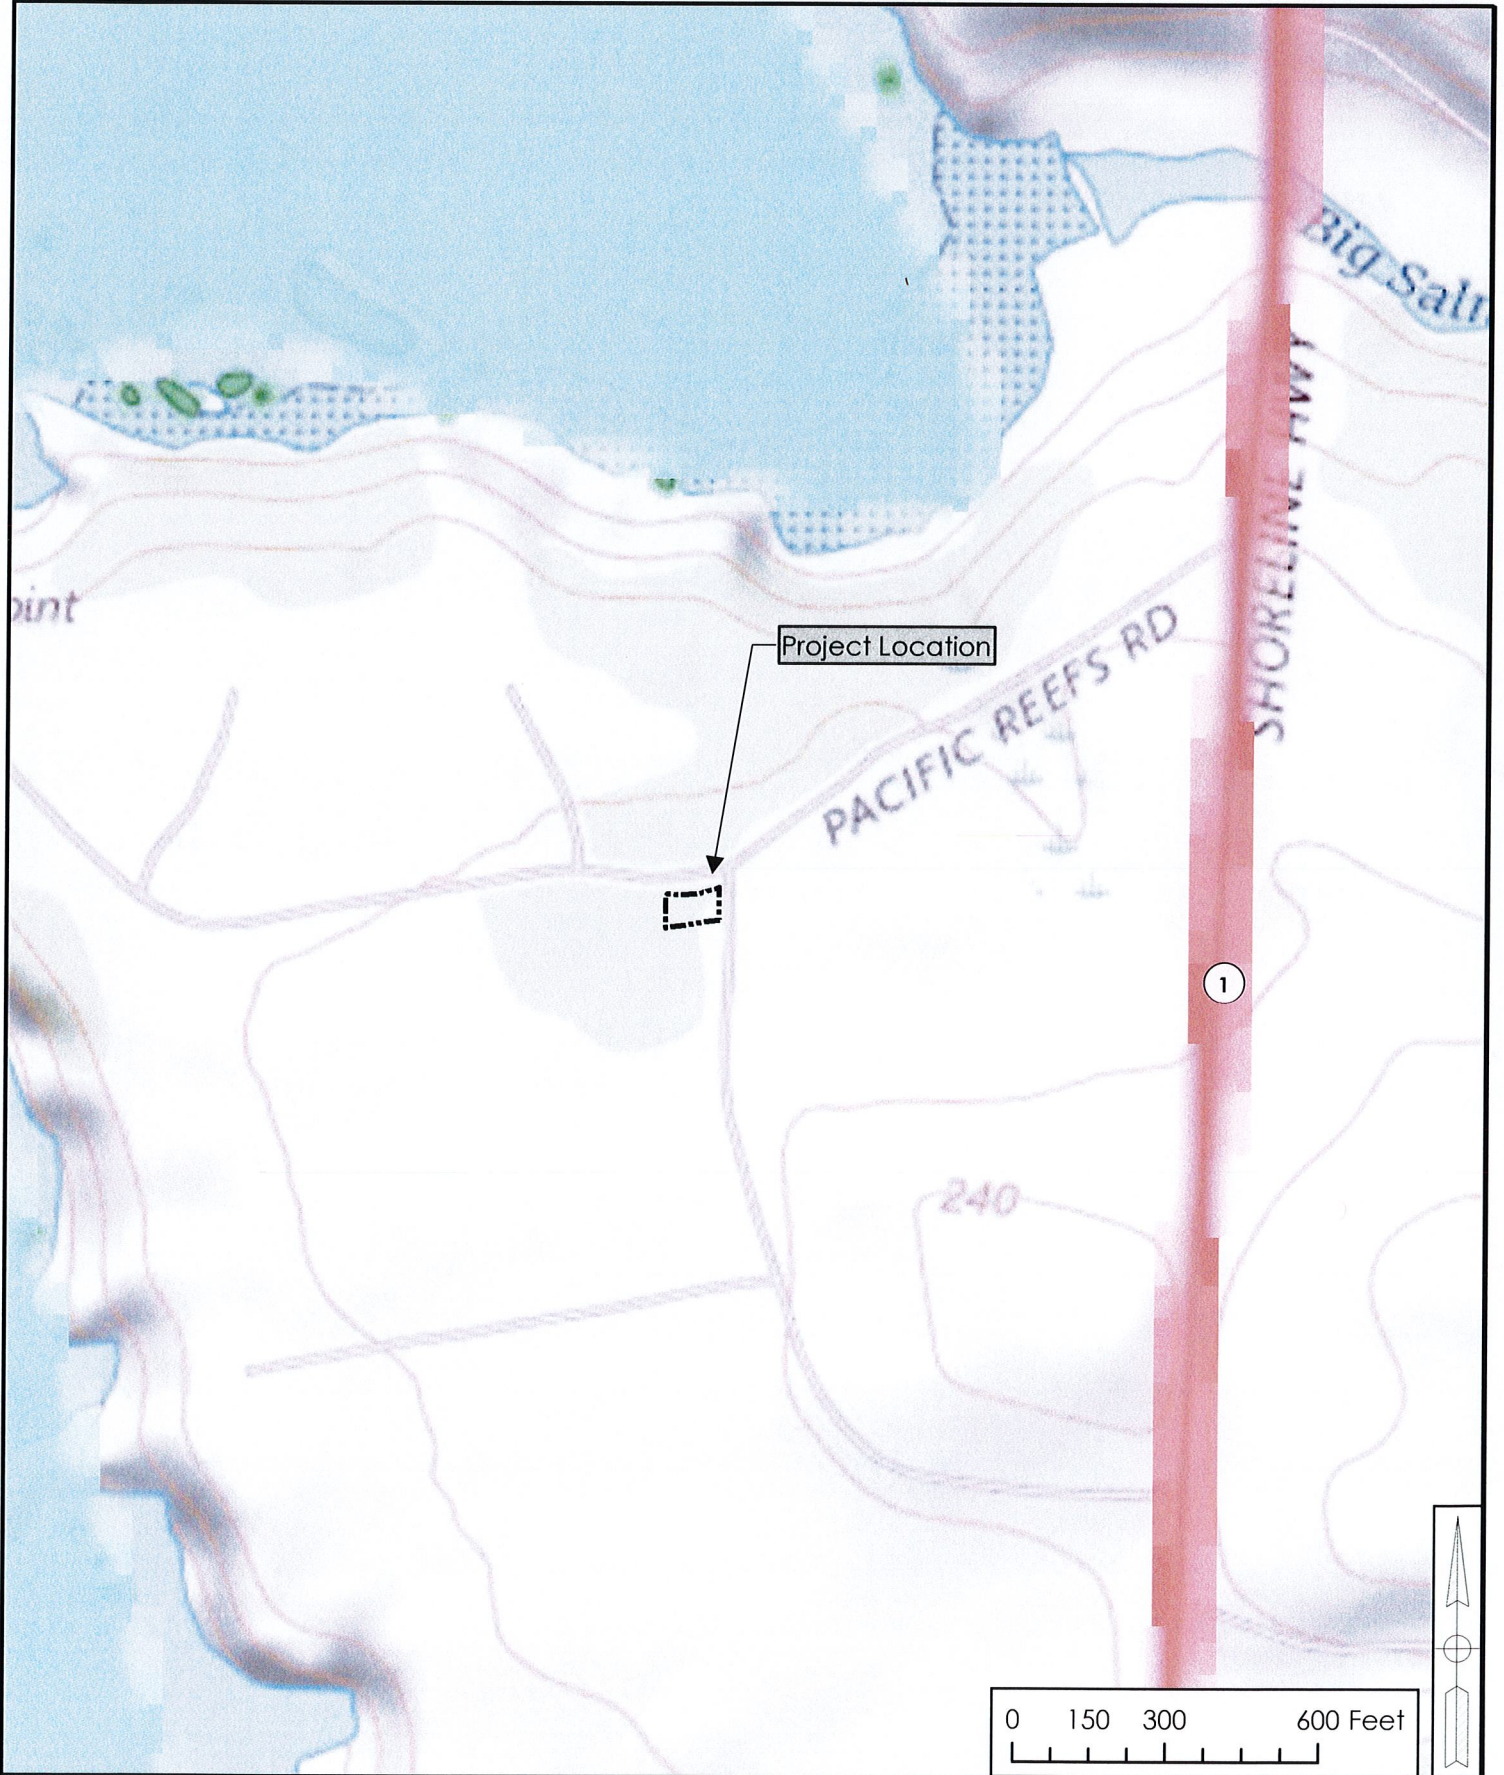 Big Salt
SHORELINE HWY
oint
Project Location
PACIFIC REEFS RD
1
240
0 150 300 600 Feet